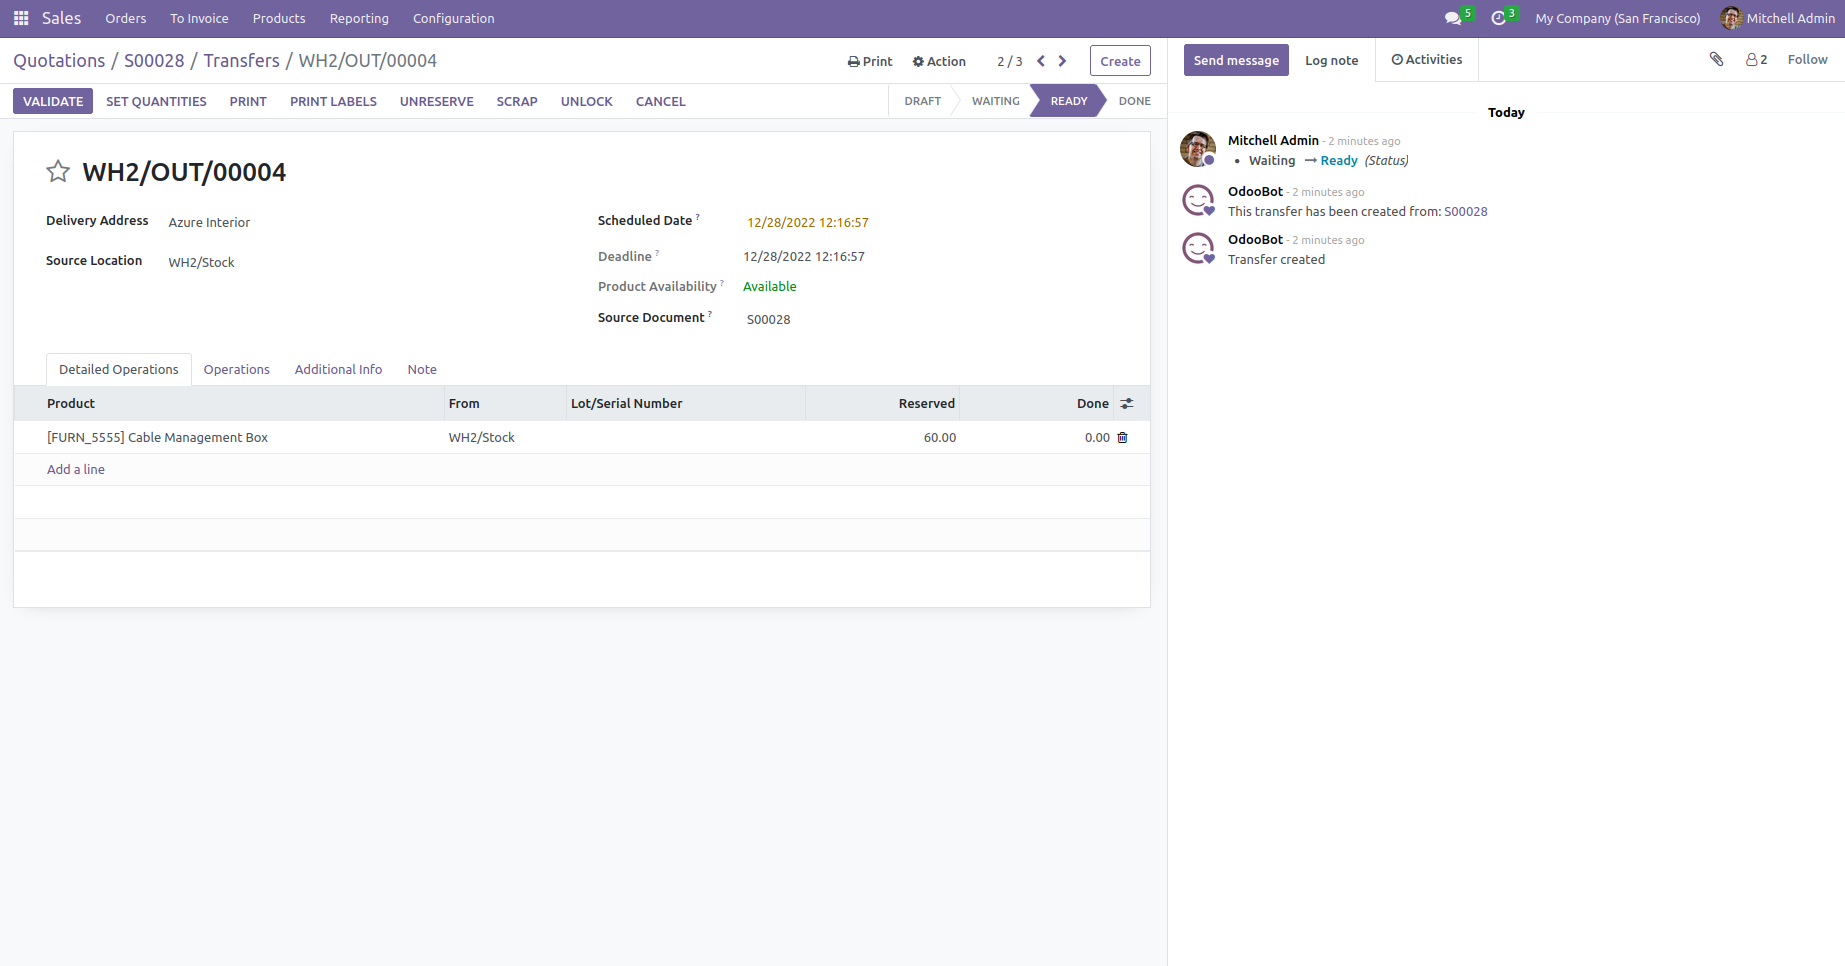 Sales Orders To Invoice Products Reporting Configuration 5 3 My Company (San Francisco) Mitchell Admin
Quotations / S00028 / Transfers / WH2/OUT/00004 Print Action 2 / 3 Create
VALIDATE SET QUANTITIES PRINT PRINT LABELS UNRESERVE SCRAP UNLOCK CANCEL DRAFT WAITING READY DONE
WH2/OUT/00004
Delivery Address Azure Interior
Source Location WH2/Stock
Scheduled Date ? 12/28/2022 12:16:57
Deadline ? 12/28/2022 12:16:57
Product Availability ? Available
Source Document ? S00028
Detailed Operations Operations Additional Info Note
Product From Lot/Serial Number Reserved Done
[FURN_5555] Cable Management Box WH2/Stock 60.00 0.00
Add a line
Send message Log note Activities 2 Follow
Today
Mitchell Admin - 2 minutes ago
• Waiting → Ready (Status)
OdooBot - 2 minutes ago
This transfer has been created from: S00028
OdooBot - 2 minutes ago
Transfer created